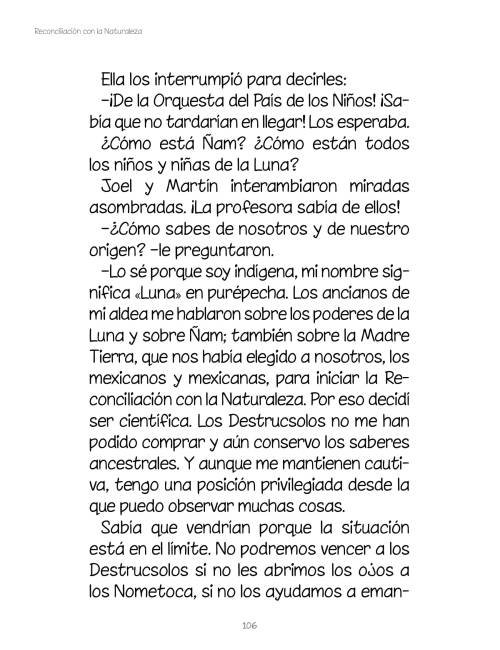 Reconciliación con la Naturaleza
Ella los interrumpió para decirles:
–¡De la Orquesta del País de los Niños! ¡Sa-
bía que no tardarían en llegar! Los esperaba.
¿Cómo está Ñam? ¿Cómo están todos
los niños y niñas de la Luna?
Joel y Martín interambiaron miradas
asombradas. ¡La profesora sabía de ellos!
–¿Cómo sabes de nosotros y de nuestro
origen? –le preguntaron.
–Lo sé porque soy indígena, mi nombre sig-
nifica «Luna» en purépecha. Los ancianos de
mi aldea me hablaron sobre los poderes de la
Luna y sobre Ñam; también sobre la Madre
Tierra, que nos había elegido a nosotros, los
mexicanos y mexicanas, para iniciar la Re-
conciliación con la Naturaleza. Por eso decidí
ser científica. Los Destrucsolos no me han
podido comprar y aún conservo los saberes
ancestrales. Y aunque me mantienen cauti-
va, tengo una posición privilegiada desde la
que puedo observar muchas cosas.
Sabía que vendrían porque la situación
está en el límite. No podremos vencer a los
Destrucsolos si no les abrimos los ojos a
los Nometoca, si no los ayudamos a eman-
106